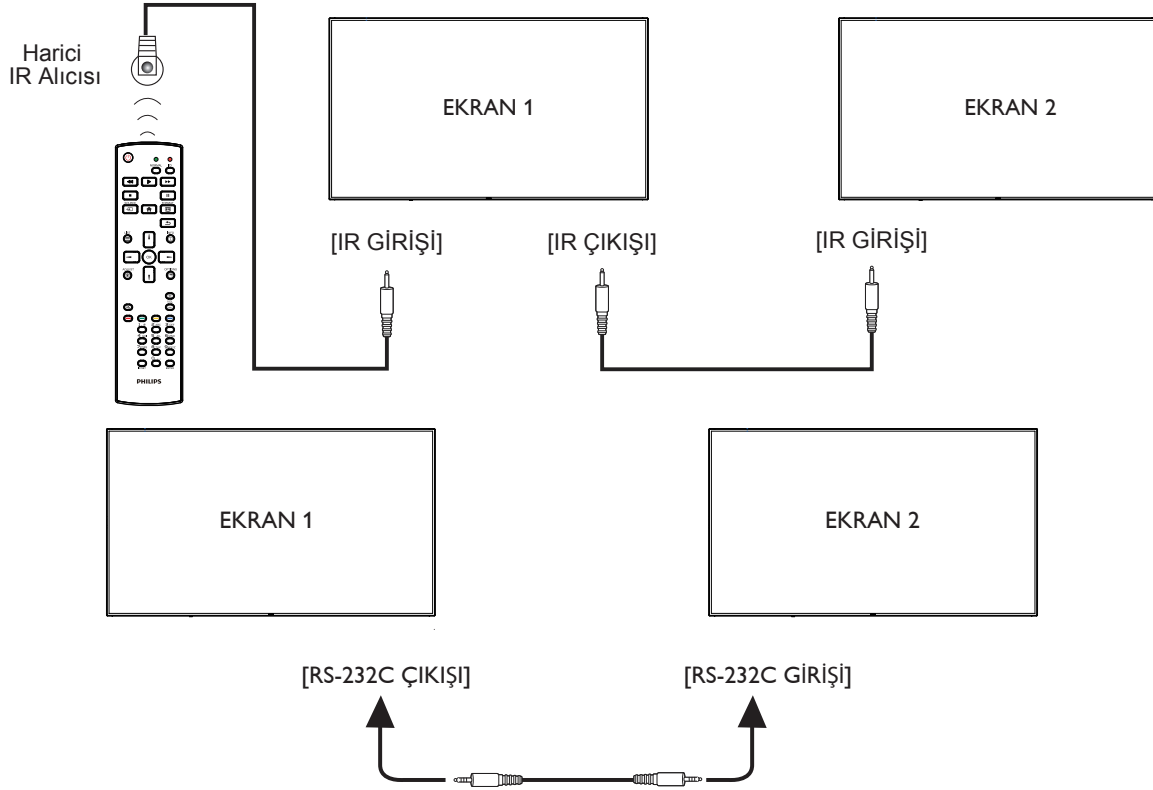 Harici
IR Alıcısı
EKRAN 1
EKRAN 2
[IR GİRİŞİ]
[IR ÇIKIŞI]
[IR GİRİŞİ]
PHILIPS
EKRAN 1
EKRAN 2
[RS-232C ÇIKIŞI]
[RS-232C GİRİŞİ]